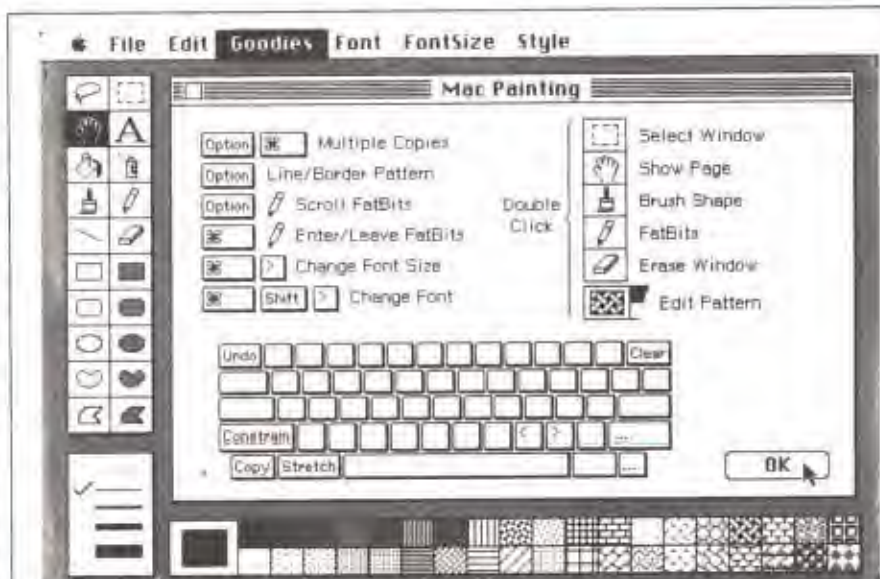 File Edit Goodies Font FontSize Style
Mac Painting
Option ⌘ Multiple Copies
Option Line/Border Pattern
Option Scroll FatBits
⌘ Enter/Leave FatBits
⌘ > Change Font Size
⌘ Shift > Change Font
Double
Click
Select Window
Show Page
Brush Shape
FatBits
Erase Window
Edit Pattern
A
Undo Clear
Constrain < > ...
Copy Stretch ...
OK